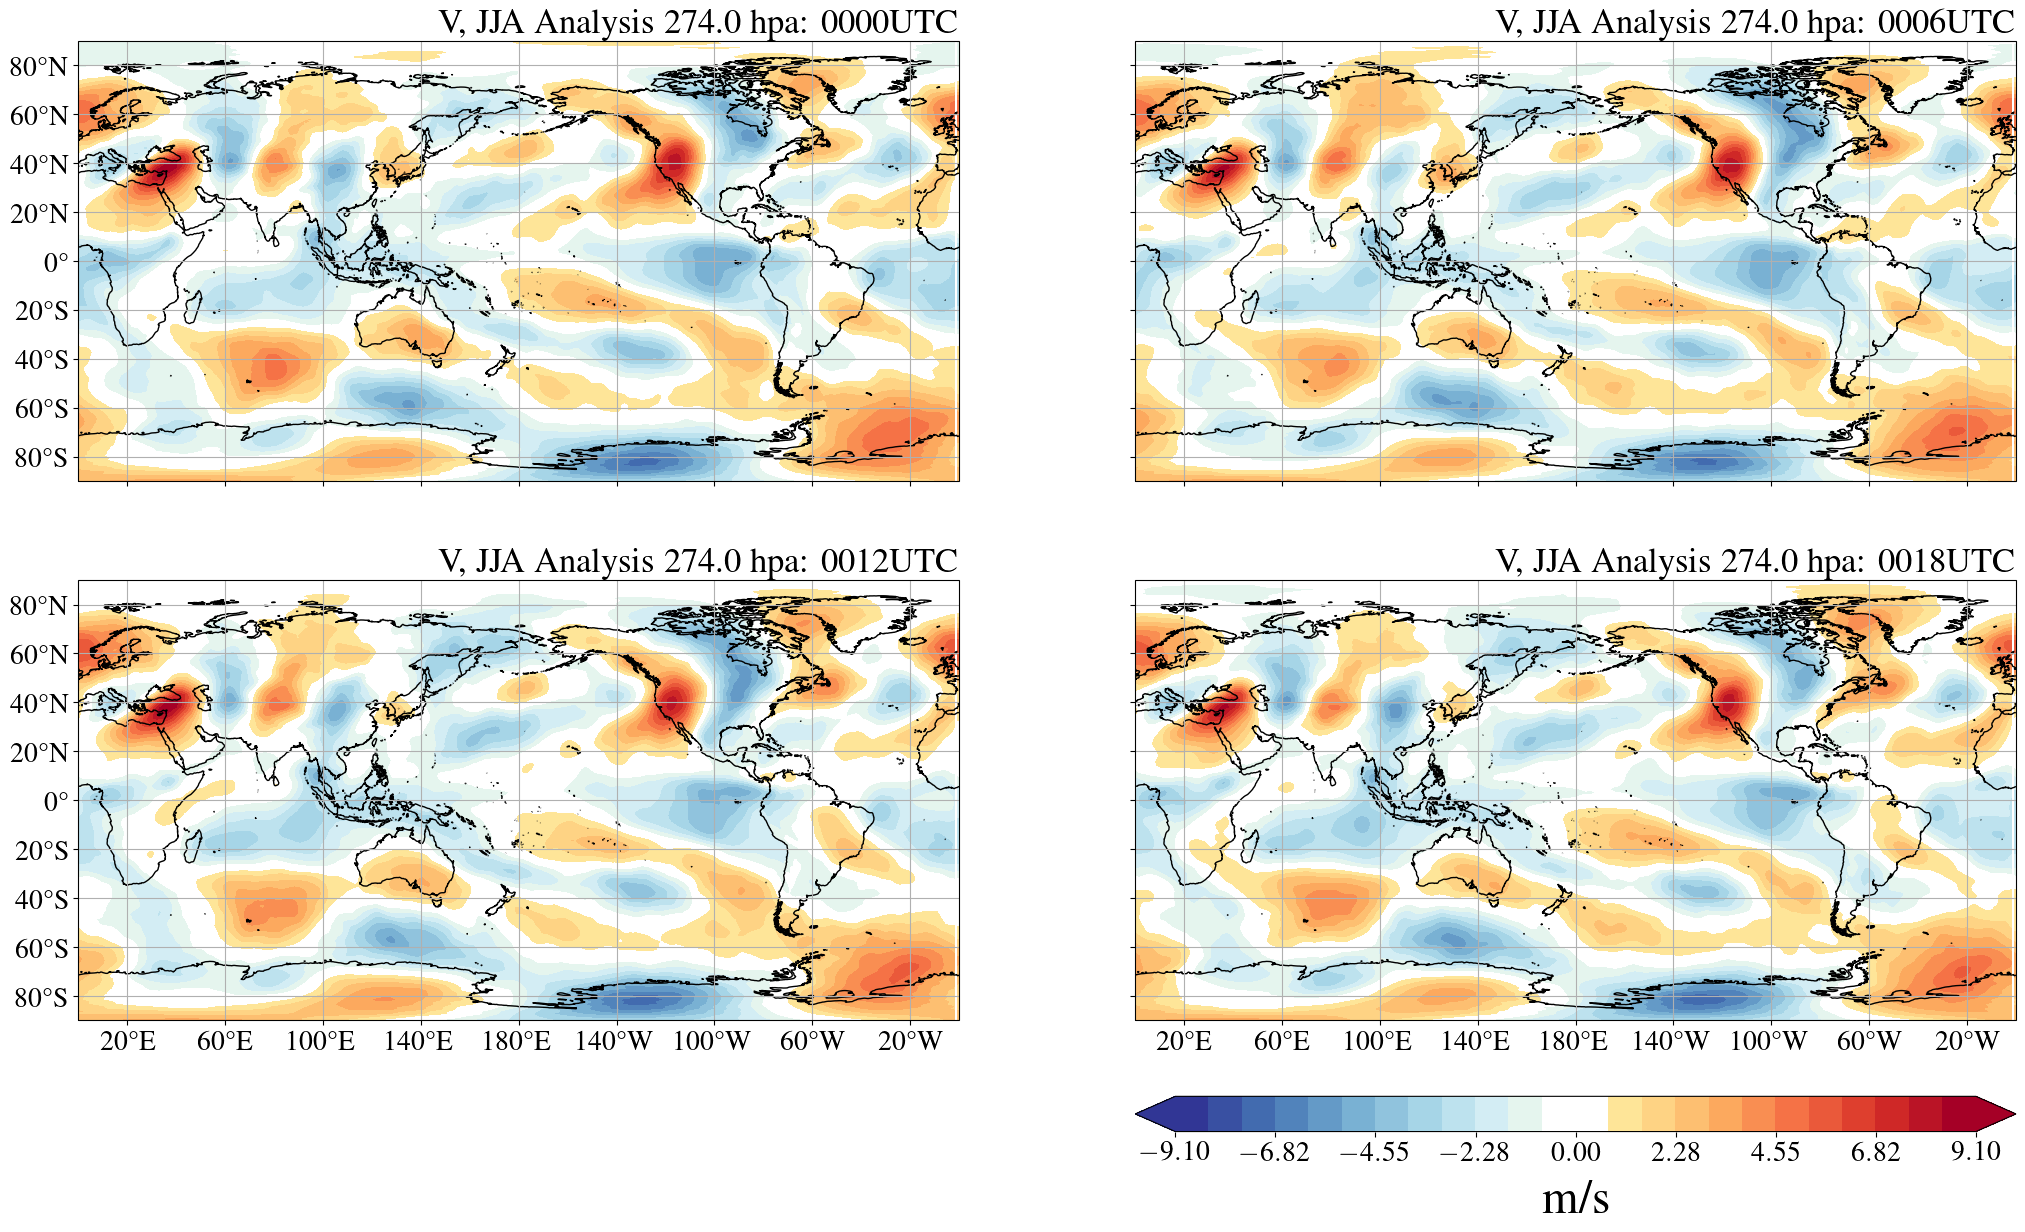 V, JJA Analysis 274.0 hpa: 0000UTC
V, JJA Analysis 274.0 hpa: 0006UTC
80°N
60°N
40°N
20°N
0°
20°S
40°S
60°S
80°S
V, JJA Analysis 274.0 hpa: 0012UTC
V, JJA Analysis 274.0 hpa: 0018UTC
80°N
60°N
40°N
20°N
0°
20°S
40°S
60°S
80°S
20°E 60°E 100°E 140°E 180°E 140°W 100°W 60°W 20°W
20°E 60°E 100°E 140°E 180°E 140°W 100°W 60°W 20°W
−9.10 −6.82 −4.55 −2.28 0.00 2.28 4.55 6.82 9.10
m/s